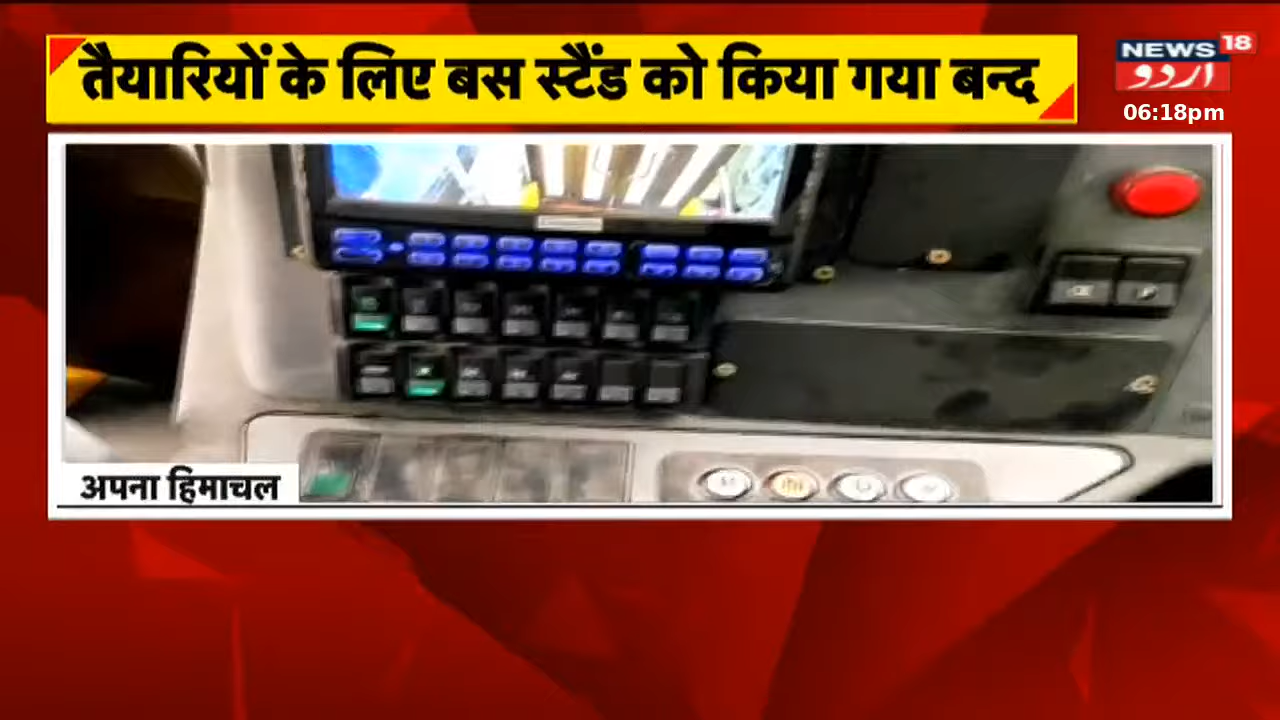 तैयारियों के लिए बस स्टैंड को किया गया बन्द
NEWS 18
اردو
06:18pm
अपना हिमाचल